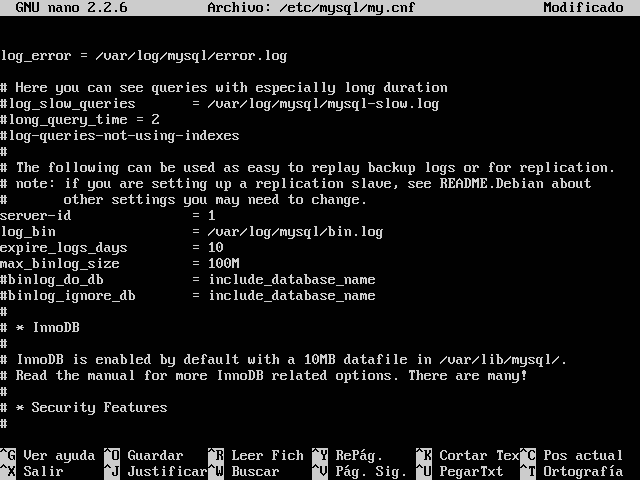 GNU nano 2.2.6 Archivo: /etc/mysql/my.cnf Modificado
log_error = /var/log/mysql/error.log
# Here you can see queries with especially long duration
#log_slow_queries = /var/log/mysql/mysql-slow.log
#long_query_time = 2
#log-queries-not-using-indexes
#
# The following can be used as easy to replay backup logs or for replication.
# note: if you are setting up a replication slave, see README.Debian about
# other settings you may need to change.
server-id = 1
log_bin = /var/log/mysql/bin.log
expire_logs_days = 10
max_binlog_size = 100M
#binlog_do_db = include_database_name
#binlog_ignore_db = include_database_name
#
# * InnoDB
#
# InnoDB is enabled by default with a 10MB datafile in /var/lib/mysql/.
# Read the manual for more InnoDB related options. There are many!
#
# * Security Features
#
^G Ver ayuda ^O Guardar ^R Leer Fich ^Y RePág. ^K Cortar Tex^C Pos actual
^X Salir ^J Justificar^W Buscar ^V Pág. Sig. ^U PegarTxt ^T Ortografía